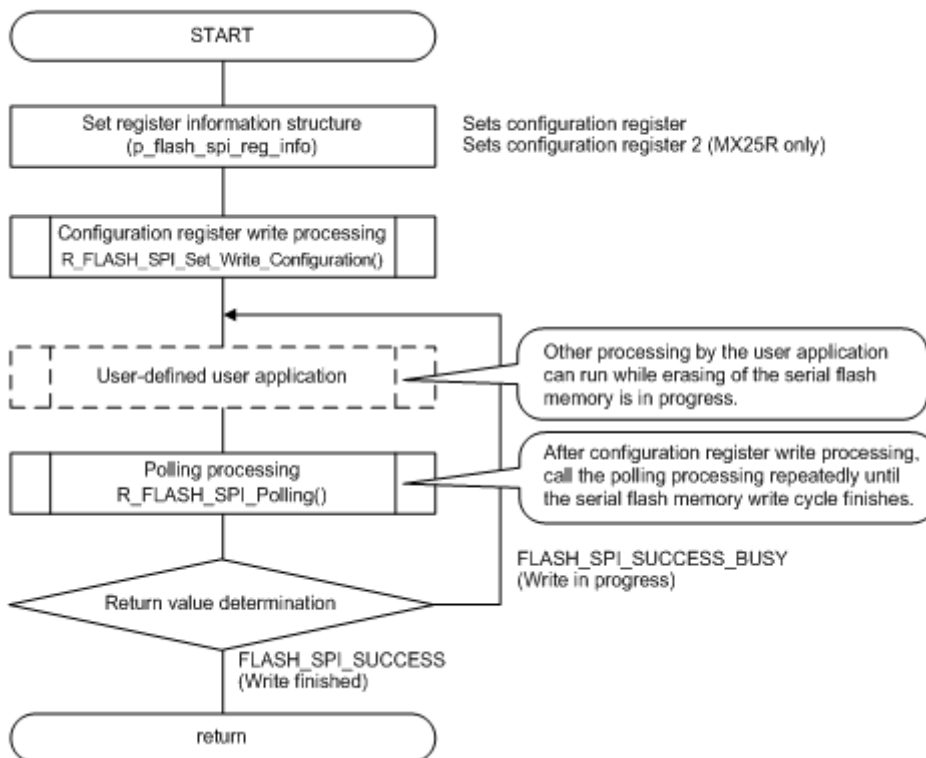 START
Set register information structure
(p_flash_spi_reg_info)
Sets configuration register
Sets configuration register 2 (MX25R only)
Configuration register write processing
R_FLASH_SPI_Set_Write_Configuration()
User-defined user application
Other processing by the user application
can run while erasing of the serial flash
memory is in progress.
Polling processing
R_FLASH_SPI_Polling()
After configuration register write processing,
call the polling processing repeatedly until
the serial flash memory write cycle finishes.
FLASH_SPI_SUCCESS_BUSY
(Write in progress)
Return value determination
FLASH_SPI_SUCCESS
(Write finished)
return